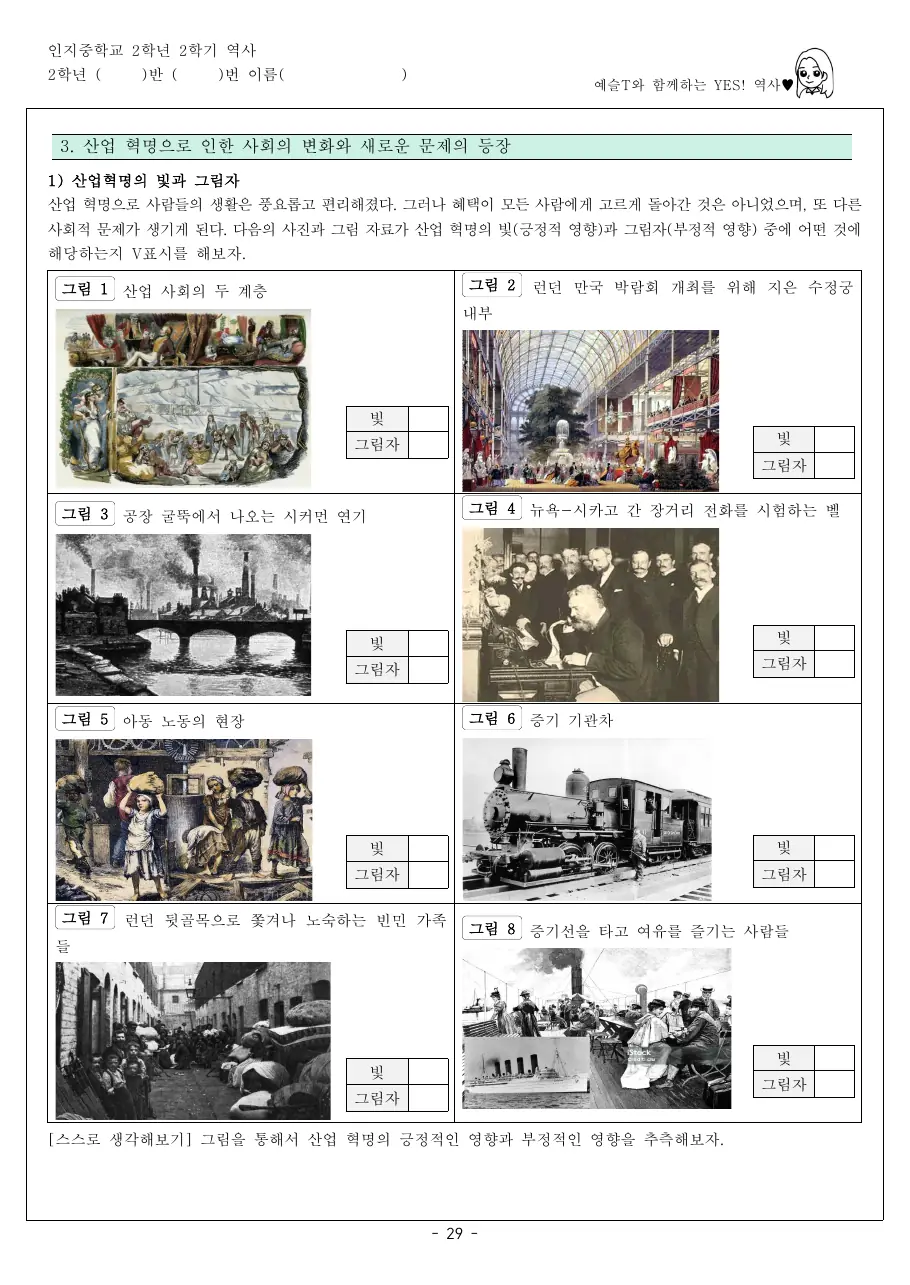 인지중학교 2학년 2학기 역사
2학년 (     )반 (     )번 이름(               )
예슬T와 함께하는 YES! 역사♥
3. 산업 혁명으로 인한 사회의 변화와 새로운 문제의 등장
1) 산업혁명의 빛과 그림자
산업 혁명으로 사람들의 생활은 풍요롭고 편리해졌다. 그러나 혜택이 모든 사람에게 고르게 돌아간 것은 아니었으며, 또 다른
사회적 문제가 생기게 된다. 다음의 사진과 그림 자료가 산업 혁명의 빛(긍정적 영향)과 그림자(부정적 영향) 중에 어떤 것에
해당하는지 V표시를 해보자.
그림 1 산업 사회의 두 계층
빛
그림자
그림 2 런던 만국 박람회 개최를 위해 지은 수정궁
내부
빛
그림자
그림 3 공장 굴뚝에서 나오는 시커먼 연기
빛
그림자
그림 4 뉴욕-시카고 간 장거리 전화를 시험하는 벨
빛
그림자
그림 5 아동 노동의 현장
빛
그림자
그림 6 증기 기관차
빛
그림자
그림 7 런던 뒷골목으로 쫓겨나 노숙하는 빈민 가족
들
빛
그림자
그림 8 증기선을 타고 여유를 즐기는 사람들
iStock
빛
그림자
[스스로 생각해보기] 그림을 통해서 산업 혁명의 긍정적인 영향과 부정적인 영향을 추측해보자.
- 29 -